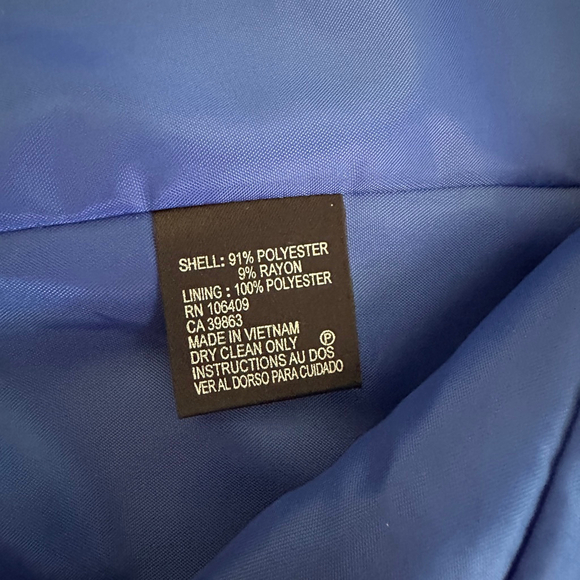 SHELL: 91% POLYESTER
9% RAYON
LINING : 100% POLYESTER
RN 106409
CA 39863
MADE IN VIETNAM
DRY CLEAN ONLY Ⓟ
INSTRUCTIONS AU DOS
VER AL DORSO PARA CUIDADO